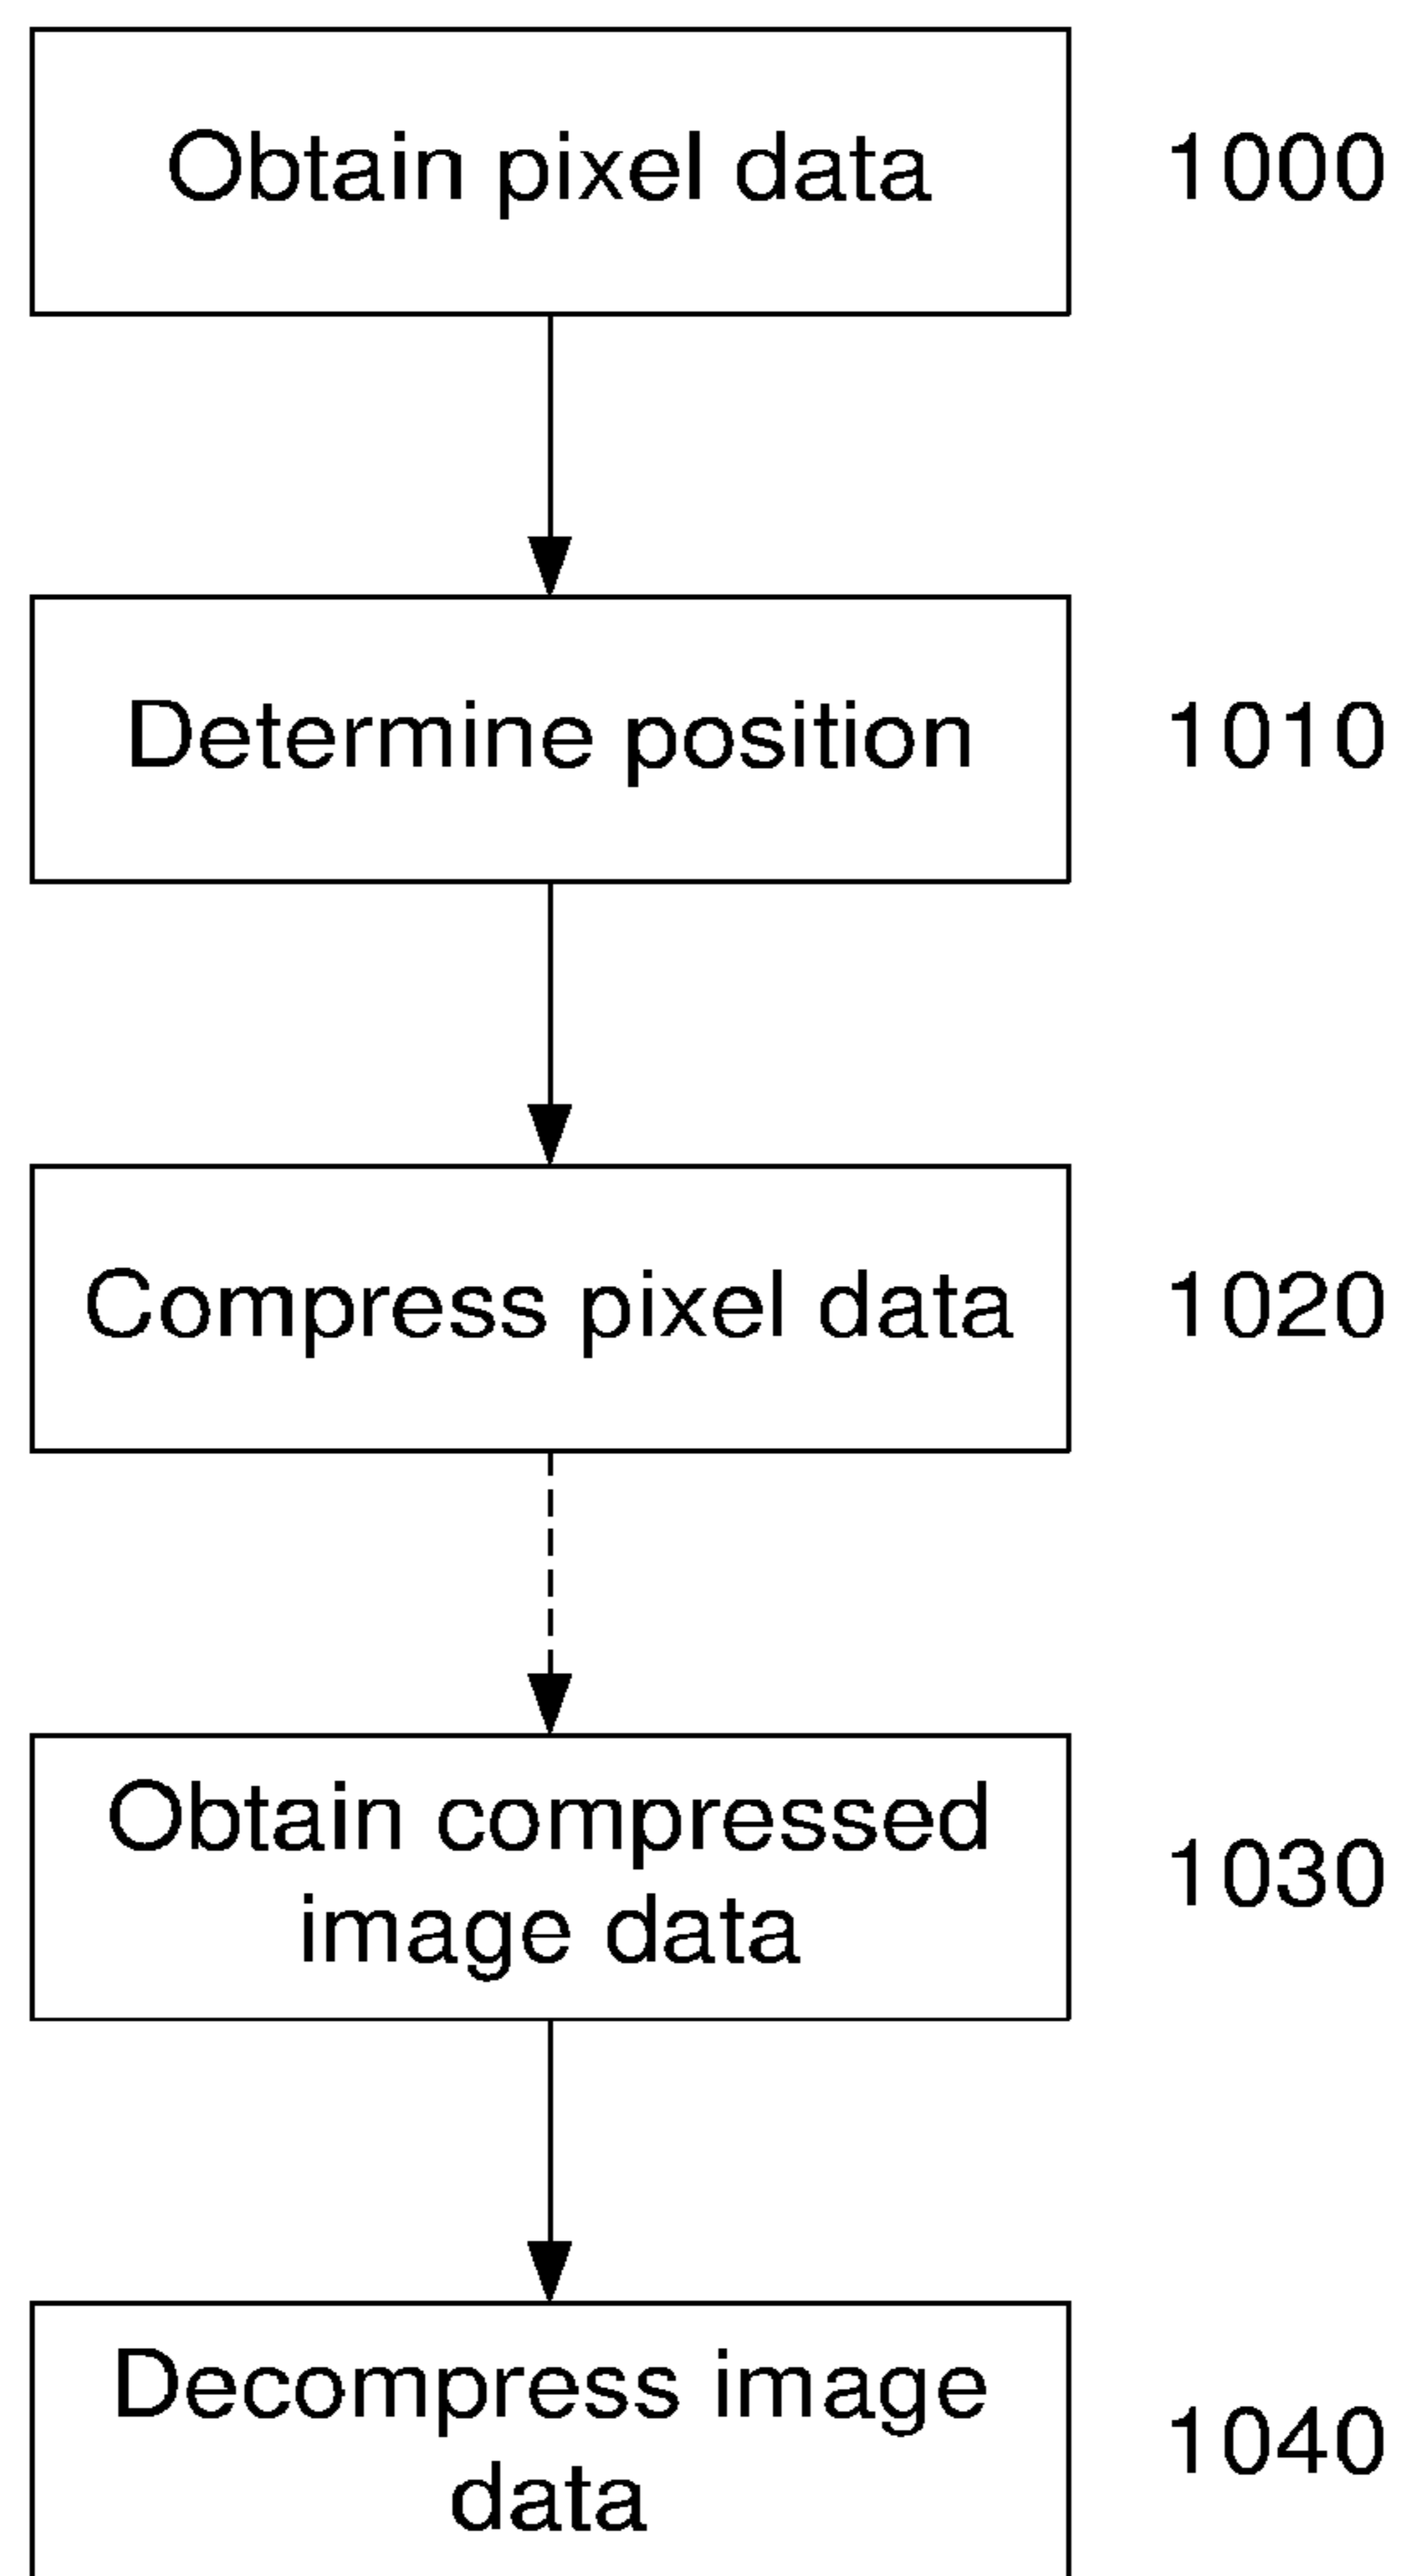 Obtain pixel data 1000
Determine position 1010
Compress pixel data 1020
Obtain compressed
image data
1030
Decompress image
data
1040